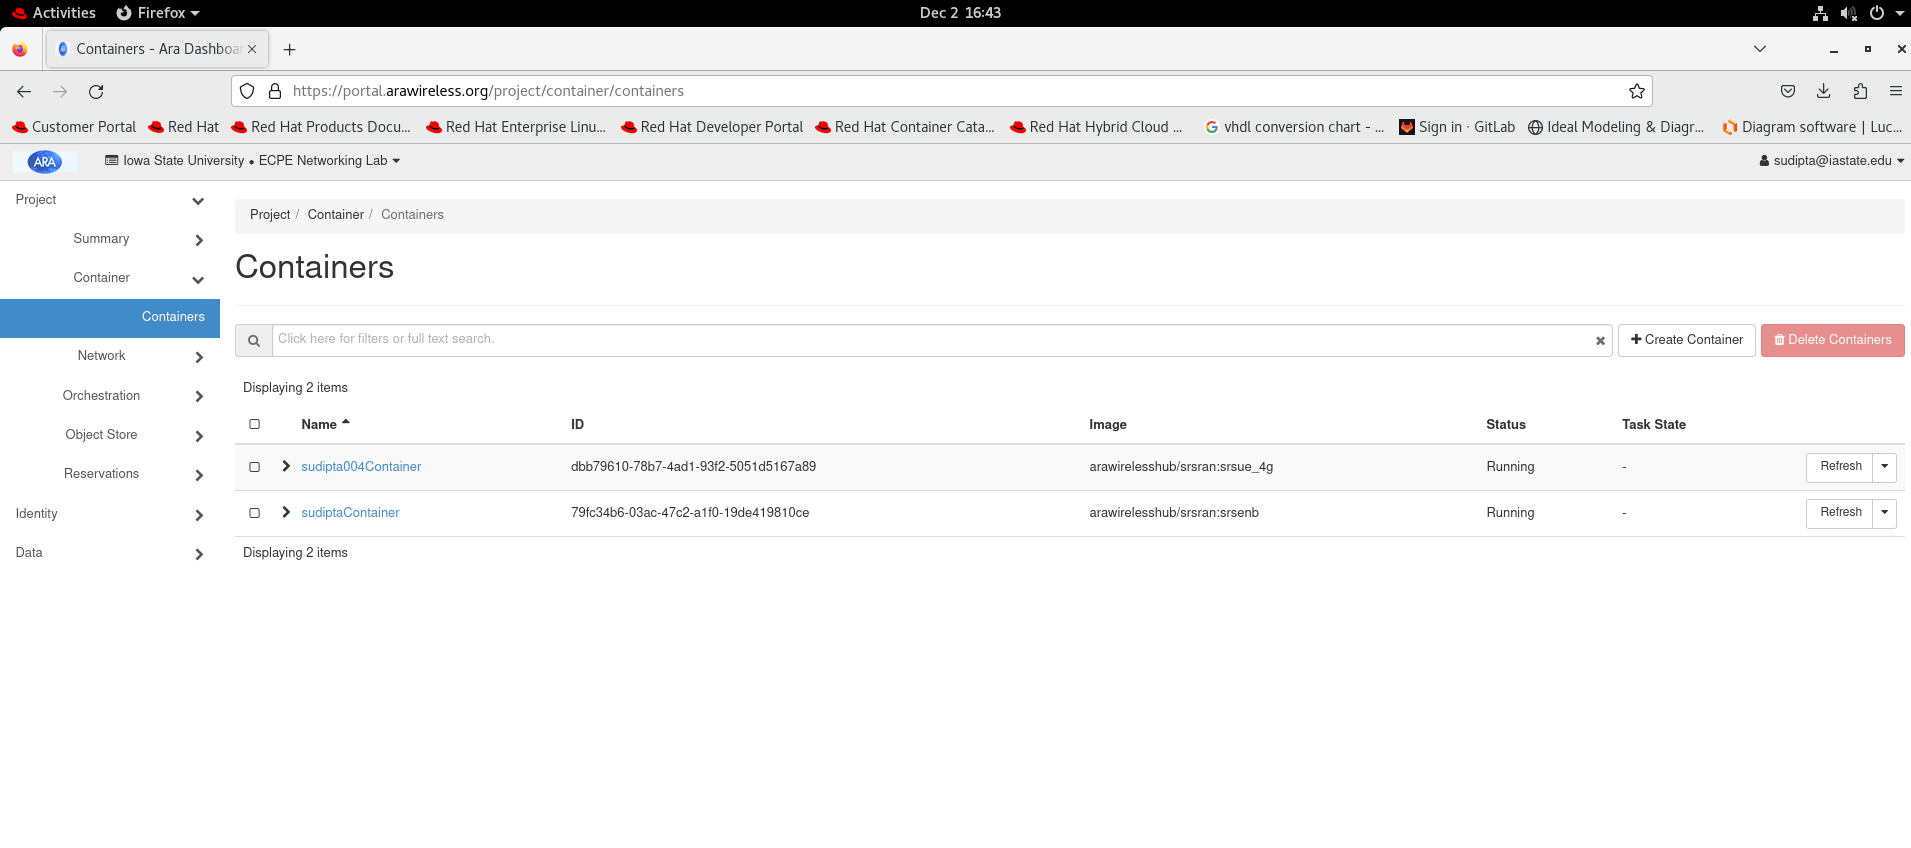 Activities Firefox Dec 2 16:43
Containers - Ara Dashboar
https://portal.arawireless.org/project/container/containers
Customer Portal Red Hat Red Hat Products Docu... Red Hat Enterprise Linu... Red Hat Developer Portal Red Hat Container Cata... Red Hat Hybrid Cloud ... vhdl conversion chart - ... Sign in · GitLab Ideal Modeling & Diagr... Diagram software | Luc...
ARA Iowa State University • ECPE Networking Lab sudipta@iastate.edu
Project
Summary
Container
Containers
Network
Orchestration
Object Store
Reservations
Identity
Data
Project / Container / Containers
Containers
Click here for filters or full text search. Create Container Delete Containers
Displaying 2 items
Name ID Image Status Task State
sudipta004Container dbb79610-78b7-4ad1-93f2-5051d5167a89 arawirelesshub/srsran:srsue_4g Running - Refresh
sudiptaContainer 79fc34b6-03ac-47c2-a1f0-19de419810ce arawirelesshub/srsran:srsenb Running - Refresh
Displaying 2 items